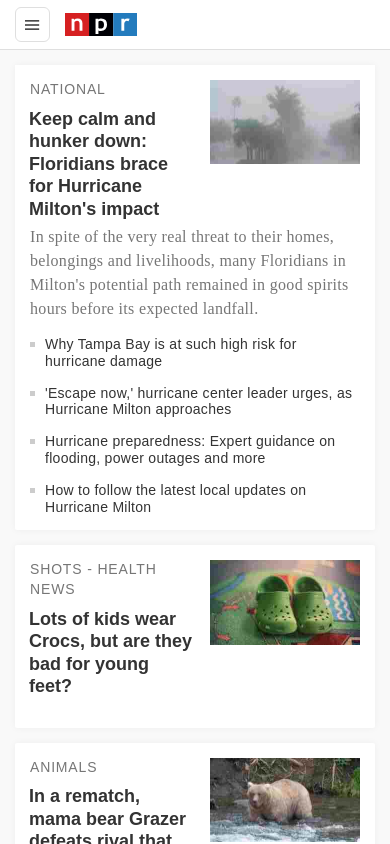 npr
NATIONAL
Keep calm and
hunker down:
Floridians brace
for Hurricane
Milton's impact
In spite of the very real threat to their homes,
belongings and livelihoods, many Floridians in
Milton's potential path remained in good spirits
hours before its expected landfall.
Why Tampa Bay is at such high risk for
hurricane damage
'Escape now,' hurricane center leader urges, as
Hurricane Milton approaches
Hurricane preparedness: Expert guidance on
flooding, power outages and more
How to follow the latest local updates on
Hurricane Milton
SHOTS - HEALTH
NEWS
Lots of kids wear
Crocs, but are they
bad for young
feet?
ANIMALS
In a rematch,
mama bear Grazer
defeats rival that